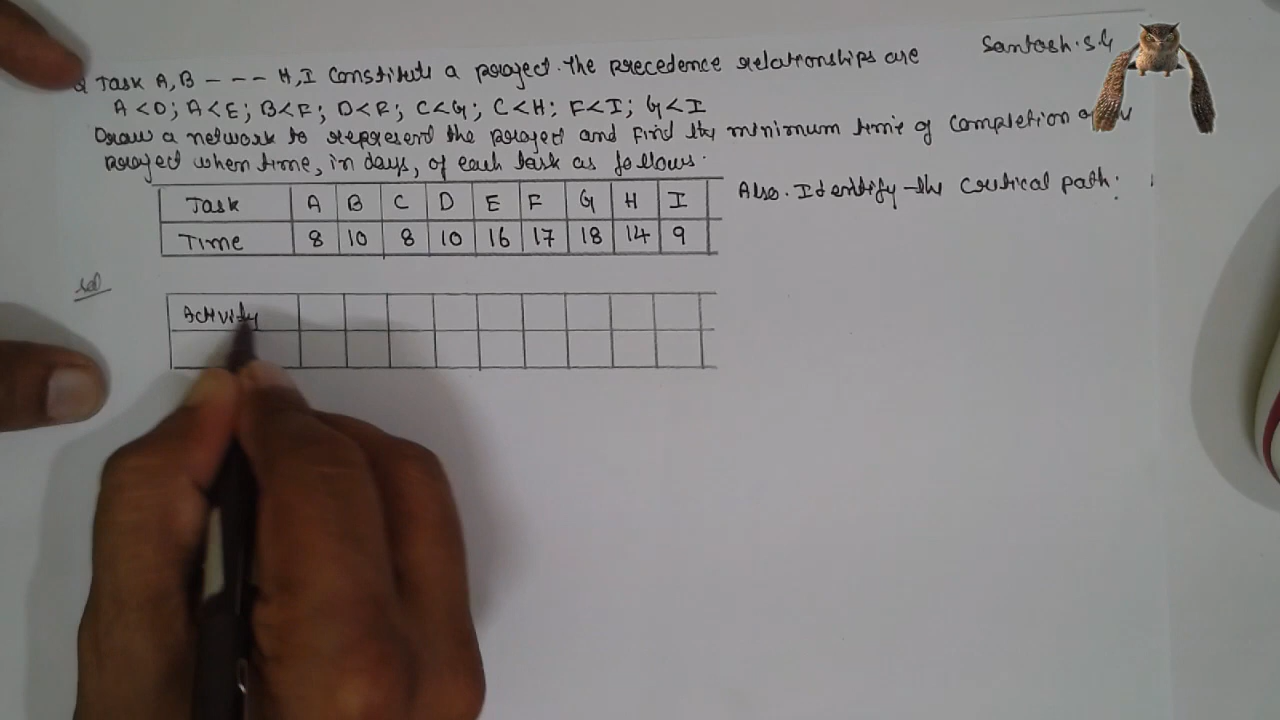 Task A, B - - - - H, I Constitute a project. The precedence relationships are
Santosh.S.G
A < D; A < E; B < F; D < F; C < G; C < H; F < I; G < I
Draw a network to represent the project and find the minimum time of completion
project when time, in days, of each task as follows.
Also. Identify the critical path:
Task A B C D E F G H I
Time 8 10 8 10 16 17 18 14 9
Sol
Activity